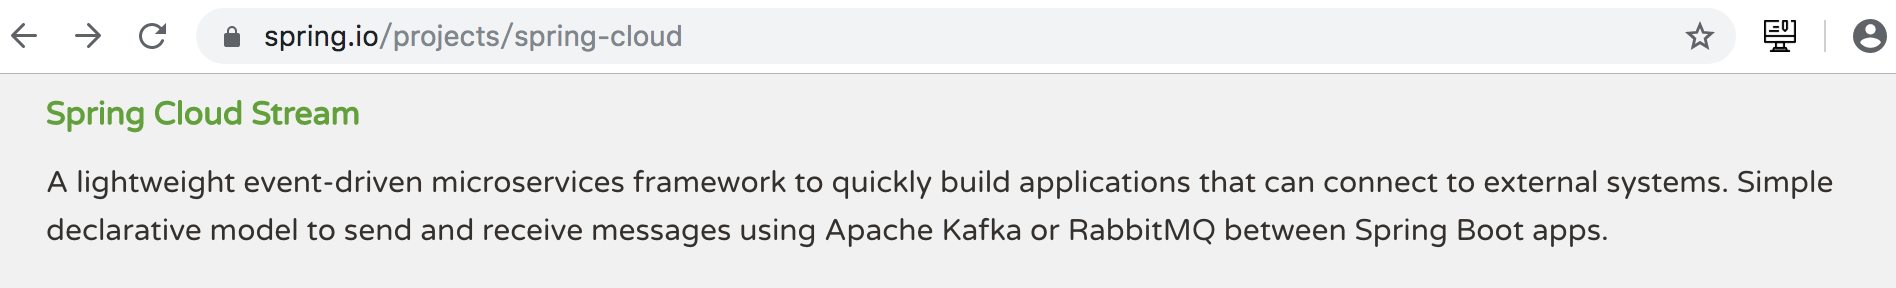 spring.io/projects/spring-cloud
Spring Cloud Stream
A lightweight event-driven microservices framework to quickly build applications that can connect to external systems. Simple
declarative model to send and receive messages using Apache Kafka or RabbitMQ between Spring Boot apps.